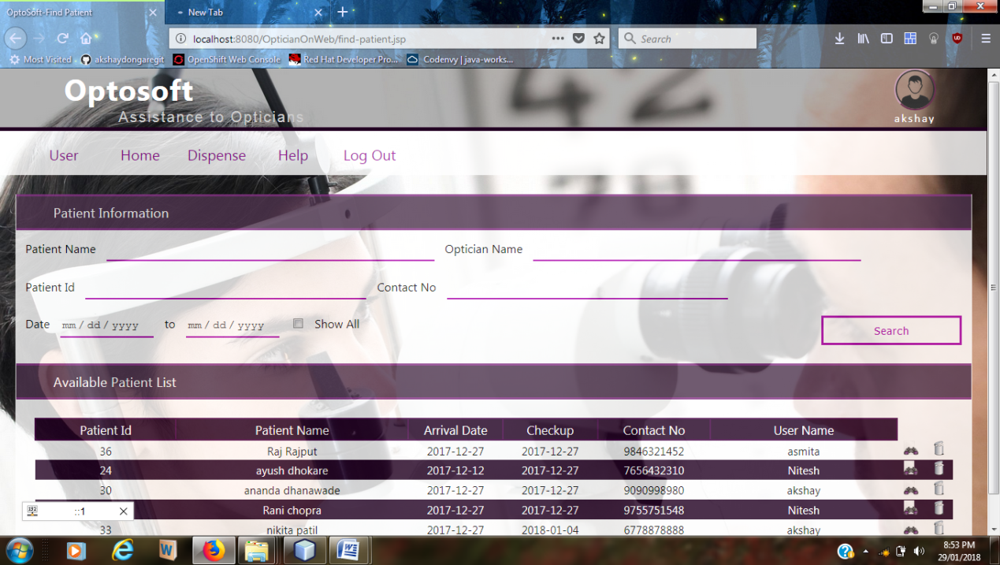 OptoSoft-Find Patient New Tab
localhost:8080/OpticianOnWeb/find-patient.jsp Search
Most Visited akshaydongaregit OpenShift Web Console Red Hat Developer Pro... Codenvy | java-works...
Optosoft
Assistance to Opticians
akshay
User Home Dispense Help Log Out
Patient Information
Patient Name Optician Name
Patient Id Contact No
Date mm / dd / yyyy to mm / dd / yyyy Show All
Search
Available Patient List
Patient Id Patient Name Arrival Date Checkup Contact No User Name
36 Raj Rajput 2017-12-27 2017-12-27 9846321452 asmita
24 ayush dhokare 2017-12-12 2017-12-27 7656432310 Nitesh
30 ananda dhanawade 2017-12-27 2017-12-27 9090998980 akshay
::1 Rani chopra 2017-12-27 2017-12-27 9755751548 Nitesh
33 nikita patil 2017-12-27 2018-01-04 6778878888 akshay
8:53 PM
29/01/2018